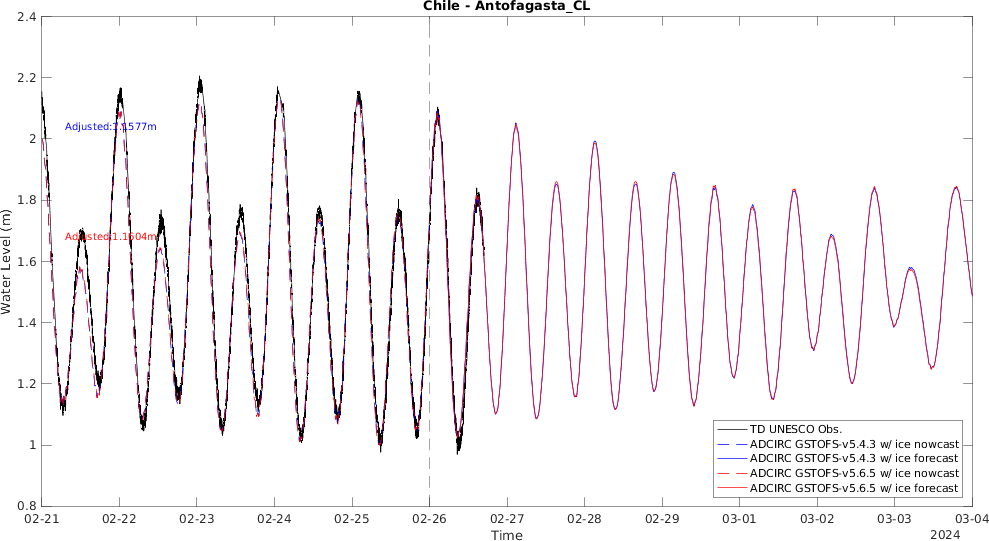 Chile - Antofagasta_CL
2.4
2.2
2
1.8
1.6
1.4
1.2
1
0.8
Water Level (m)
Adjusted:1.1577m
Adjusted:1.1604m
TD UNESCO Obs.
ADCIRC GSTOFS-v5.4.3 w/ ice nowcast
ADCIRC GSTOFS-v5.4.3 w/ ice forecast
ADCIRC GSTOFS-v5.6.5 w/ ice nowcast
ADCIRC GSTOFS-v5.6.5 w/ ice forecast
02-21 02-22 02-23 02-24 02-25 02-26 02-27 02-28 02-29 03-01 03-02 03-03 03-04
Time
2024